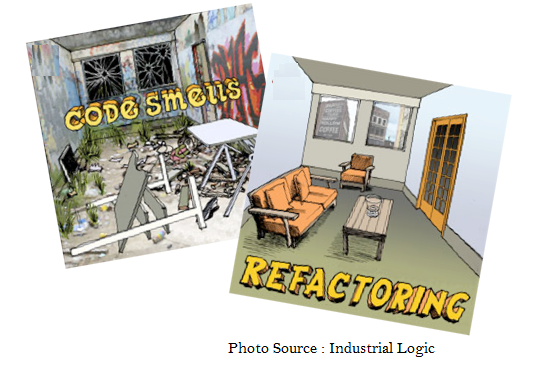 CODE SMELLS
REFACTORING
Photo Source : Industrial Logic